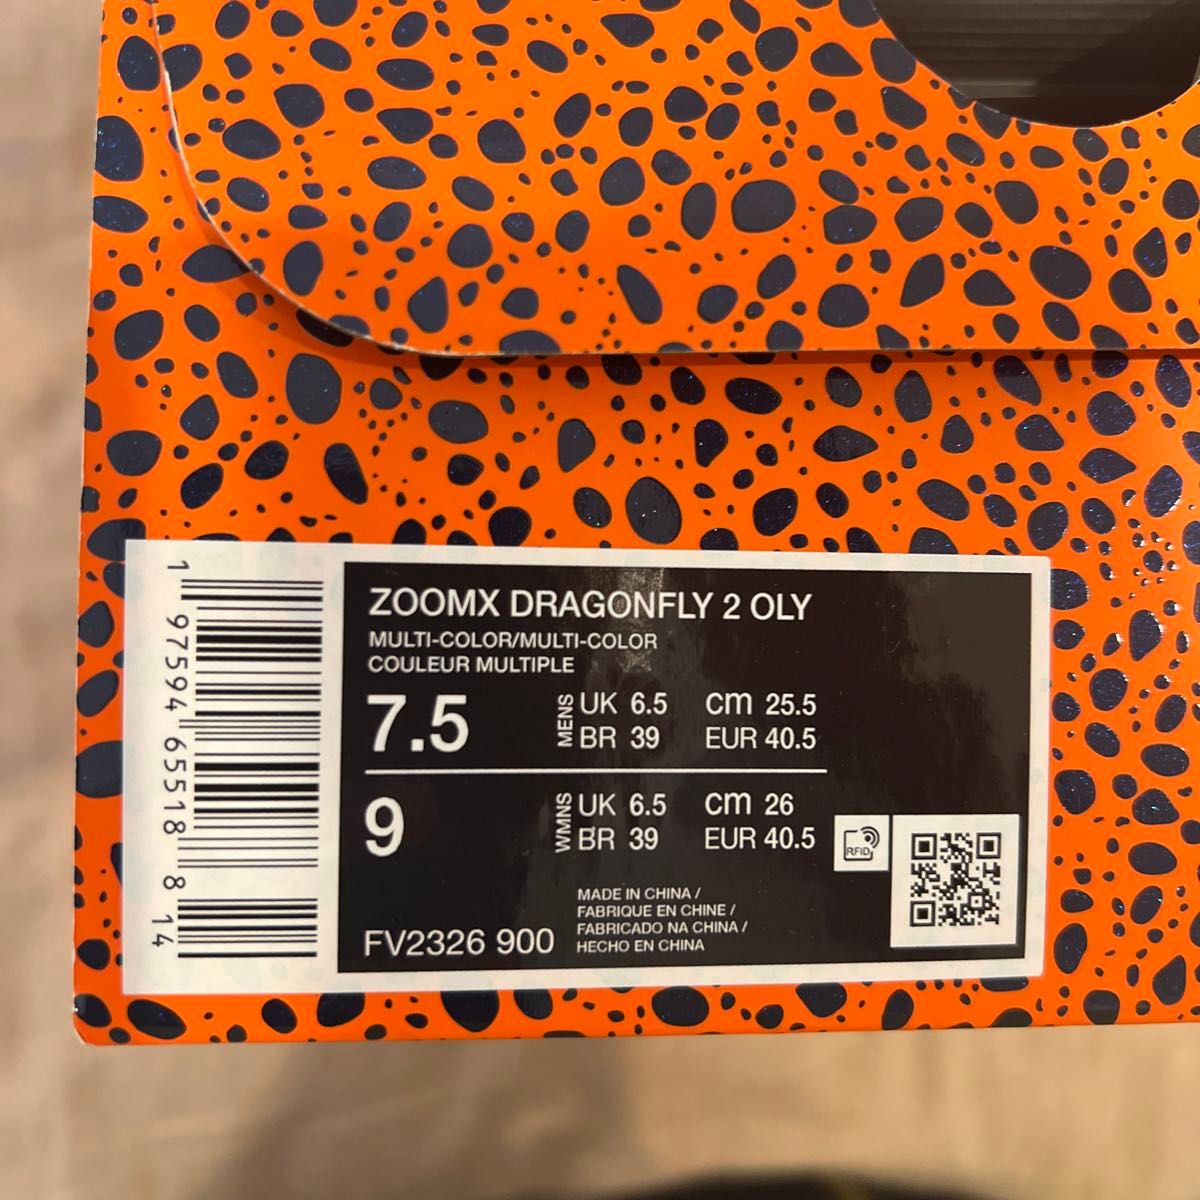 ZOOMX DRAGONFLY 2 OLY
MULTI-COLOR/MULTI-COLOR
COULEUR MULTIPLE
7.5 MENS UK 6.5 CM 25.5
BR 39 EUR 40.5
9 WMNS UK 6.5 CM 26
BR 39 EUR 40.5
RFID
FV2326 900
MADE IN CHINA /
FABRIQUE EN CHINE /
FABRICADO NA CHINA /
HECHO EN CHINA
1 97594 65518 8 14